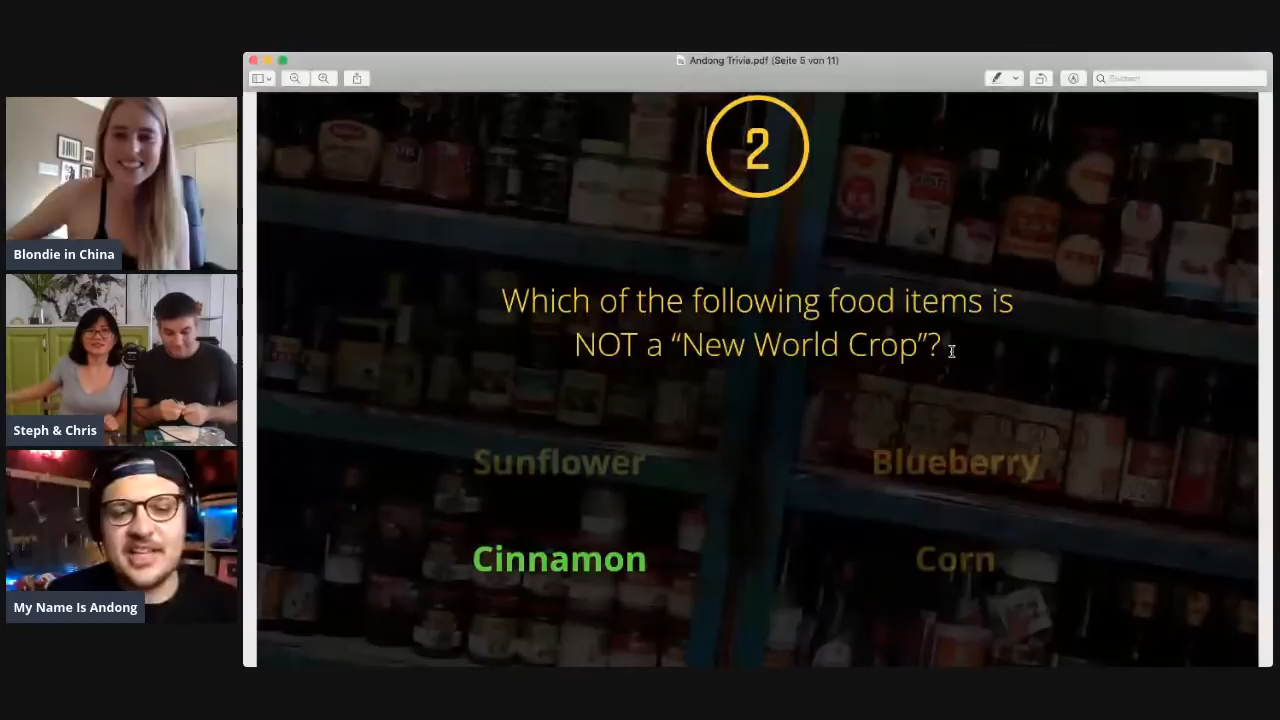 Andong Trivia.pdf (Seite 5 von 11)
Suchen
2
Which of the following food items is
NOT a “New World Crop”?
Sunflower
Blueberry
Cinnamon
Corn
Blondie in China
Steph & Chris
My Name Is Andong